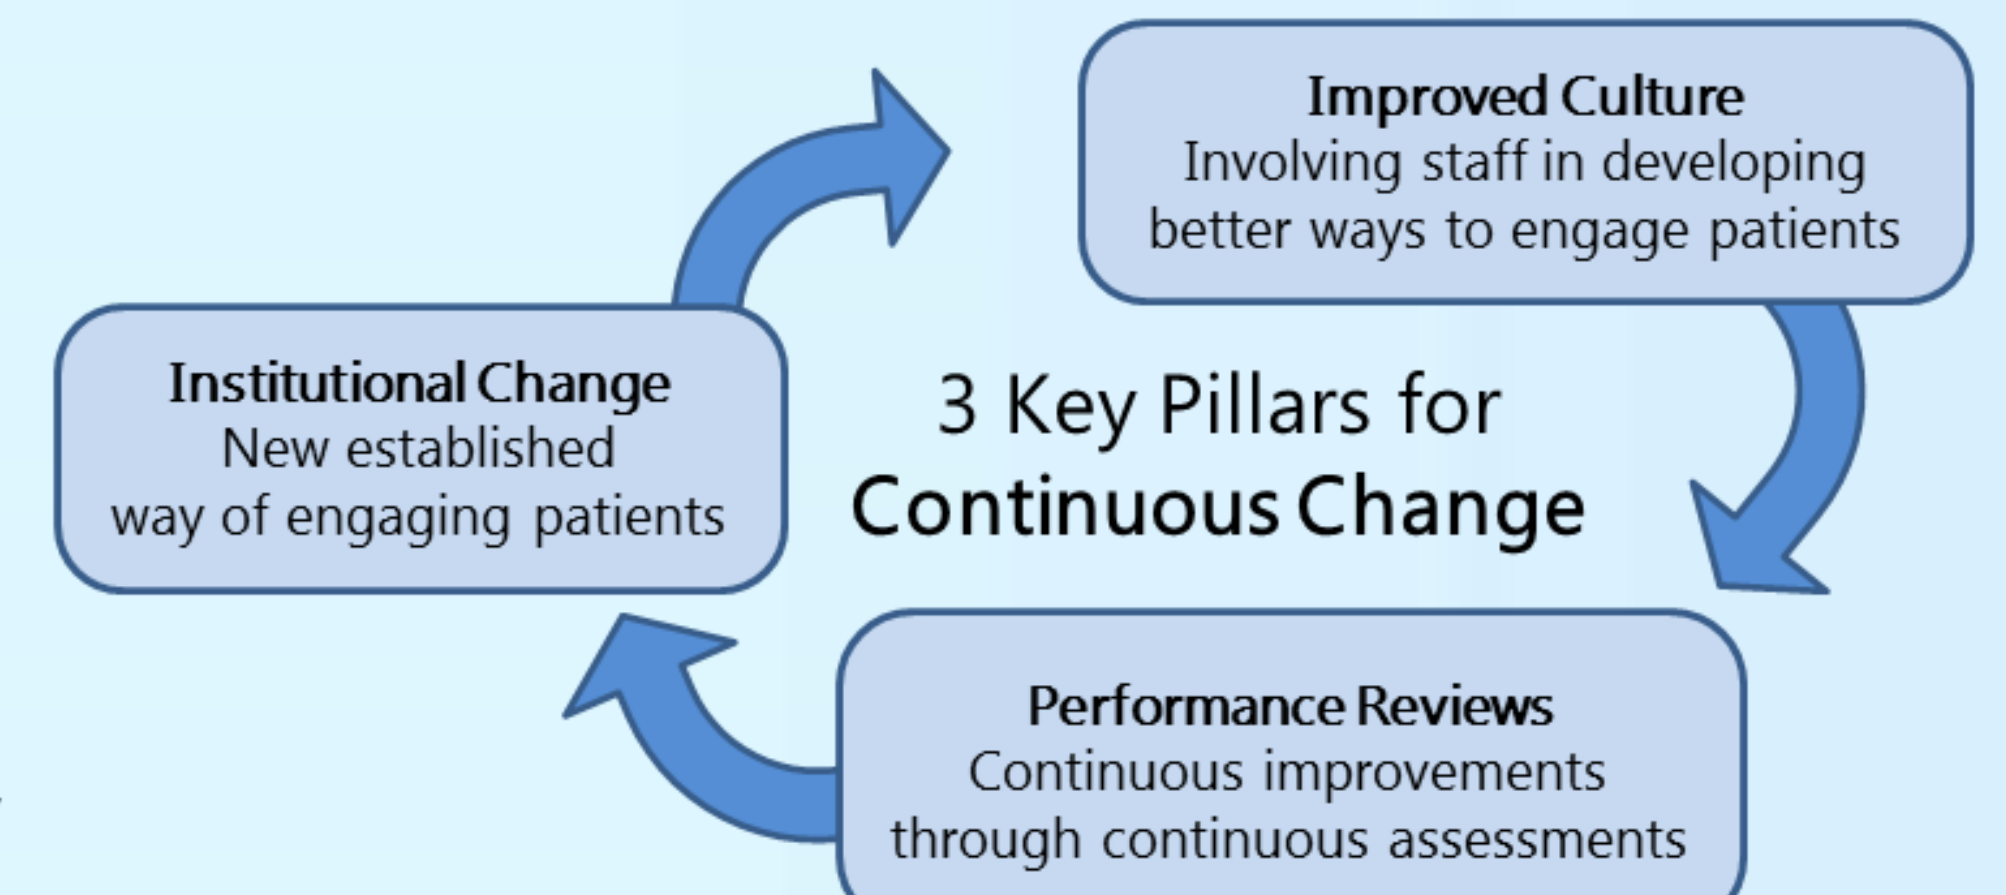 Improved Culture
Involving staff in developing
better ways to engage patients
Institutional Change
New established
way of engaging patients
3 Key Pillars for
Continuous Change
Performance Reviews
Continuous improvements
through continuous assessments